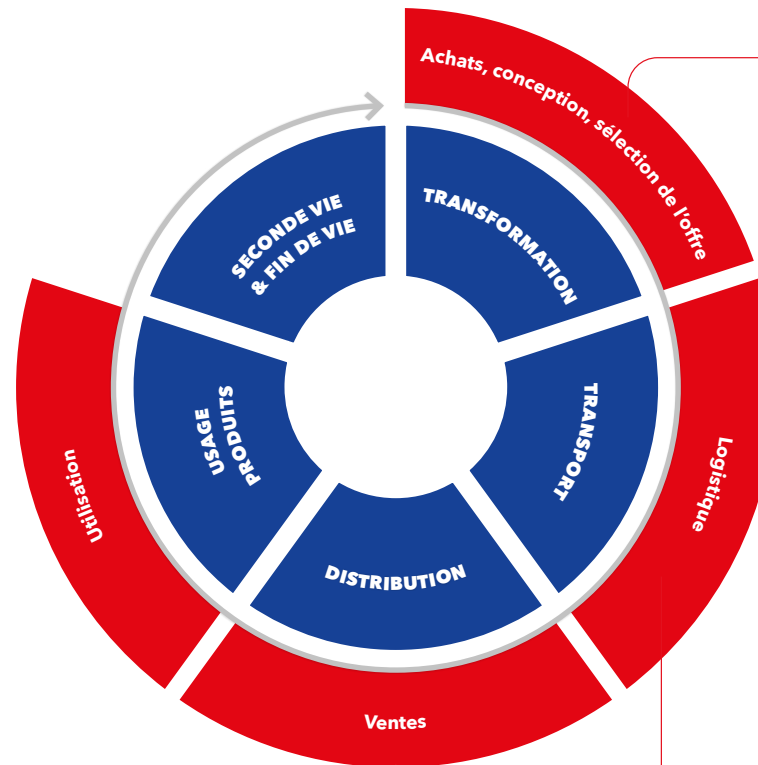 Achats, conception, sélection de l'offre
TRANSFORMATION
TRANSPORT
Logistique
DISTRIBUTION
Ventes
USAGE
PRODUITS
Utilisation
SECONDE VIE
& FIN DE VIE